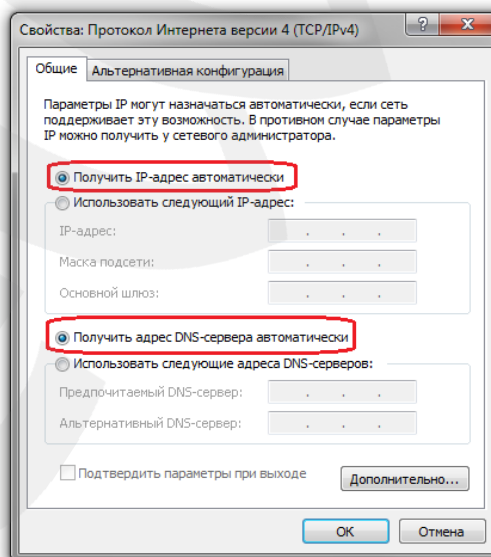 Свойства: Протокол Интернета версии 4 (TCP/IPv4)
Общие
Альтернативная конфигурация
Параметры IP могут назначаться автоматически, если сеть
поддерживает эту возможность. В противном случае параметры
IP можно получить у сетевого администратора.
Получить IP-адрес автоматически
Использовать следующий IP-адрес:
IP-адрес:
Маска подсети:
Основной шлюз:
Получить адрес DNS-сервера автоматически
Использовать следующие адреса DNS-серверов:
Предпочитаемый DNS-сервер:
Альтернативный DNS-сервер:
Подтвердить параметры при выходе
Дополнительно...
ОК
Отмена